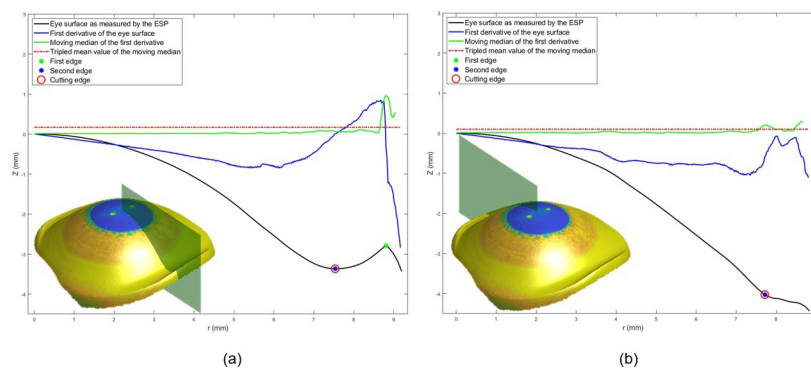 3
2
1
0
-1
-2
-3
-4
Z (mm)
0 1 2 3 4 5 6 7 8 9
r (mm)
Eye surface as measured by the ESP
First derivative of the eye surface
Moving median of the first derivative
Tripled mean value of the moving median
First edge
Second edge
Cutting edge
(a)
3
2
1
0
-1
-2
-3
-4
Z (mm)
0 1 2 3 4 5 6 7 8
r (mm)
Eye surface as measured by the ESP
First derivative of the eye surface
Moving median of the first derivative
Tripled mean value of the moving median
First edge
Second edge
Cutting edge
(b)